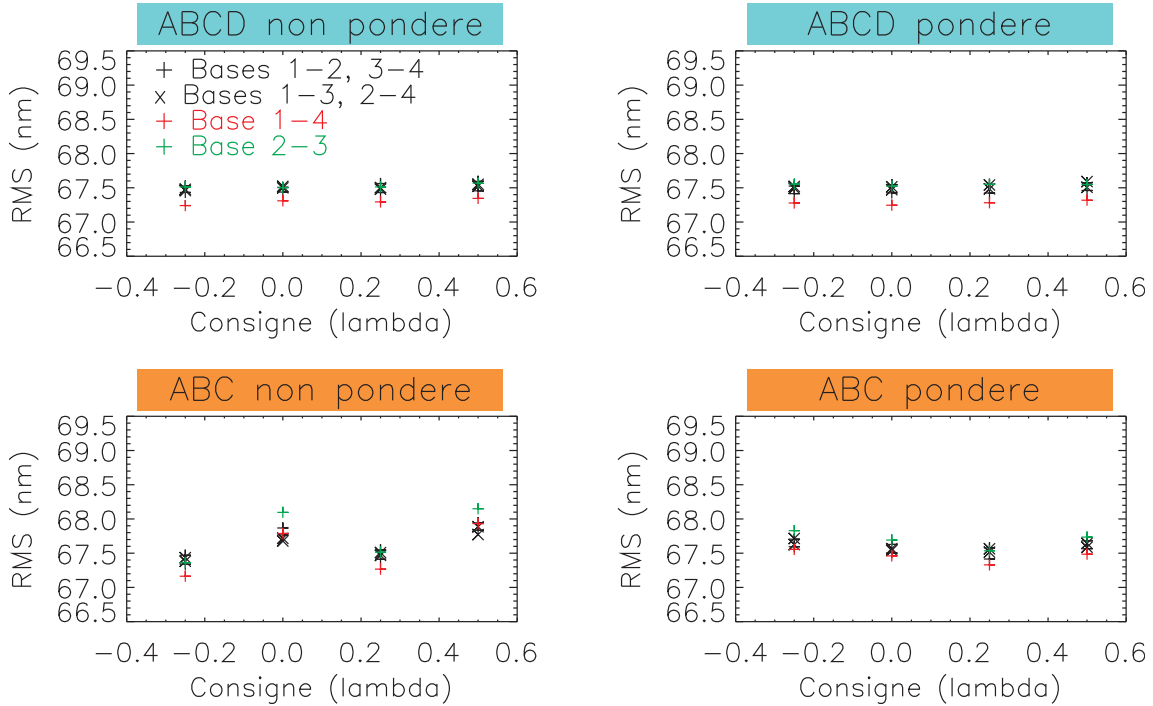 ABCD non pondere
69.5
69.0
68.5
68.0
67.5
67.0
66.5
RMS (nm)
+ Bases 1-2, 3-4
x Bases 1-3, 2-4
+ Base 1-4
+ Base 2-3
-0.4 -0.2 0.0 0.2 0.4 0.6
Consigne (lambda)
ABCD pondere
69.5
69.0
68.5
68.0
67.5
67.0
66.5
RMS (nm)
-0.4 -0.2 0.0 0.2 0.4 0.6
Consigne (lambda)
ABC non pondere
69.5
69.0
68.5
68.0
67.5
67.0
66.5
RMS (nm)
-0.4 -0.2 0.0 0.2 0.4 0.6
Consigne (lambda)
ABC pondere
69.5
69.0
68.5
68.0
67.5
67.0
66.5
RMS (nm)
-0.4 -0.2 0.0 0.2 0.4 0.6
Consigne (lambda)